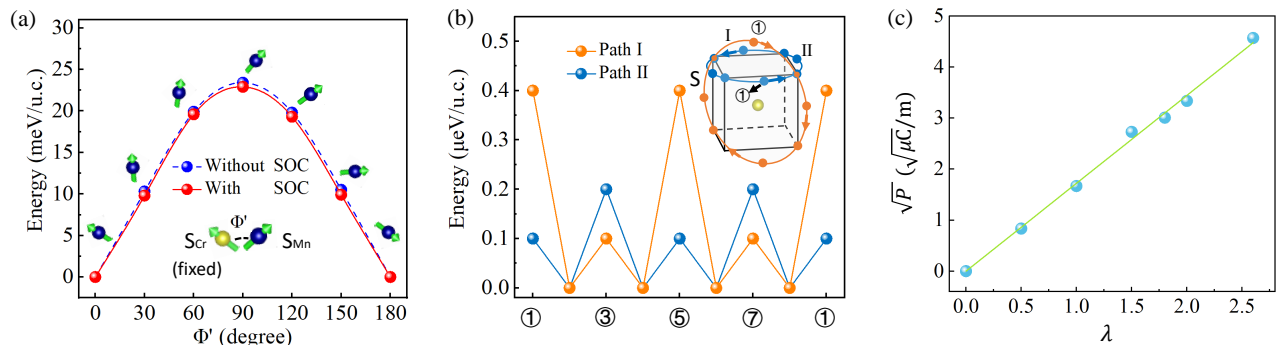 (a)
Energy (meV/u.c.)
30
25
20
15
10
5
0
Without SOC
With SOC
Φ'
S_Cr
S_Mn
(fixed)
0 30 60 90 120 150 180
Φ' (degree)
(b)
Energy (μeV/u.c.)
0.5
0.4
0.3
0.2
0.1
0.0
Path I
Path II
①
I
II
S
①
① ③ ⑤ ⑦ ①
(c)
√P (√μC/m)
5
4
3
2
1
0
0.0 0.5 1.0 1.5 2.0 2.5
λ